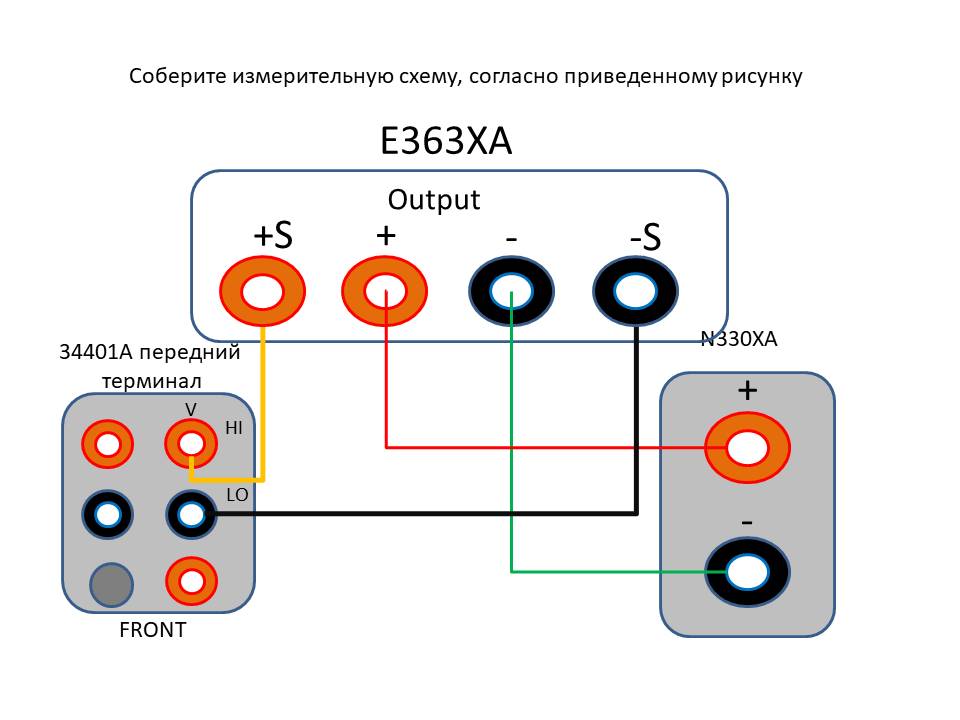 Соберите измерительную схему, согласно приведенному рисунку
E363XA
Output
+S + - -S
N330XA
34401A передний
терминал
V
HI
LO
+
-
FRONT